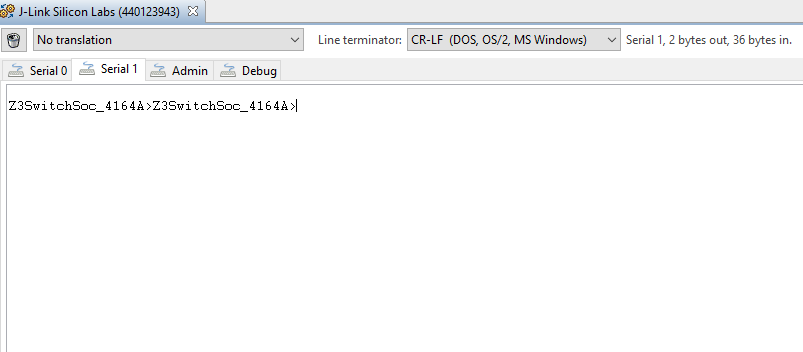 J-Link Silicon Labs (440123943)
No translation Line terminator: CR-LF (DOS, OS/2, MS Windows) Serial 1, 2 bytes out, 36 bytes in.
Serial 0 Serial 1 Admin Debug
Z3SwitchSoc_4164A>Z3SwitchSoc_4164A>